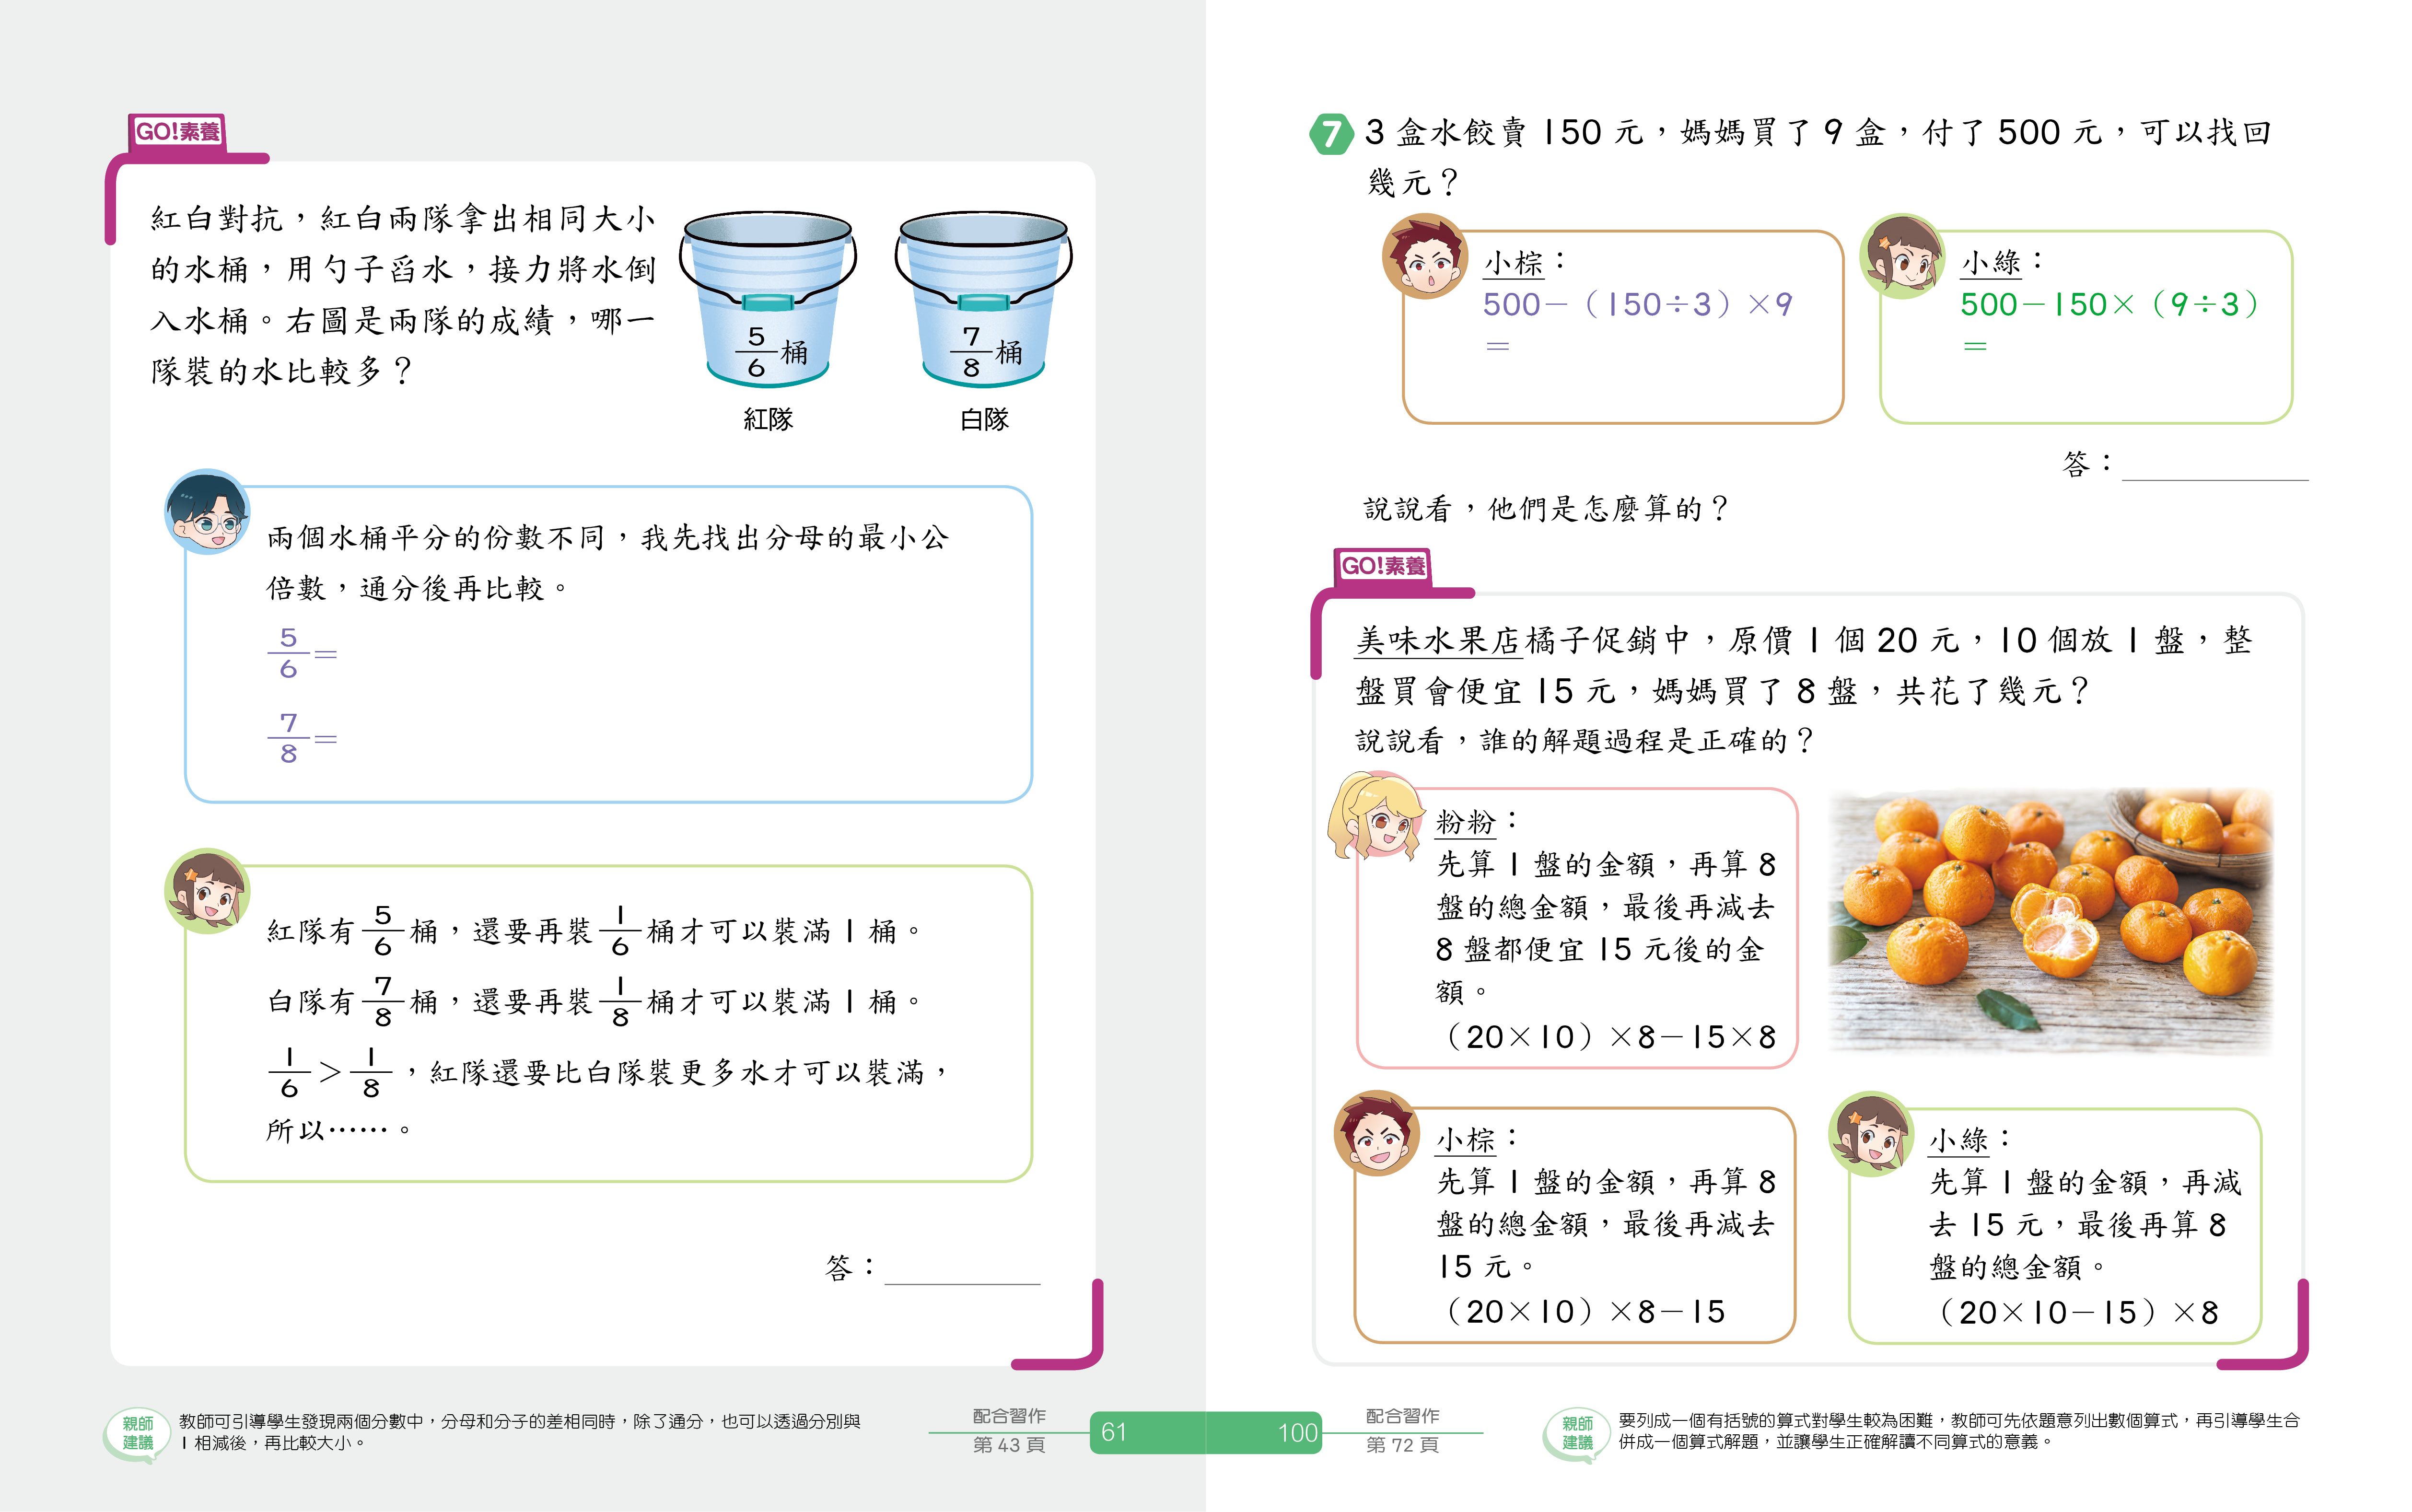 GO!素養
紅白對抗，紅白兩隊拿出相同大小
的水桶，用勺子舀水，接力將水倒
入水桶。右圖是兩隊的成績，哪一
隊裝的水比較多？
5/6 桶
7/8 桶
紅隊
白隊
兩個水桶平分的份數不同，我先找出分母的最小公
倍數，通分後再比較。
5/6＝
7/8＝
紅隊有 5/6 桶，還要再裝 1/6 桶才可以裝滿 1 桶。
白隊有 7/8 桶，還要再裝 1/8 桶才可以裝滿 1 桶。
1/6＞1/8，紅隊還要比白隊裝更多水才可以裝滿，
所以……。
答：
親師
建議
教師可引導學生發現兩個分數中，分母和分子的差相同時，除了通分，也可以透過分別與
1 相減後，再比較大小。
配合習作
第 43 頁
61
7 3 盒水餃賣 150 元，媽媽買了 9 盒，付了 500 元，可以找回
幾元？
小棕：
500－（150÷3）×9
＝
小綠：
500－150×（9÷3）
＝
答：
說說看，他們是怎麼算的？
GO!素養
美味水果店橘子促銷中，原價 1 個 20 元，10 個放 1 盤，整
盤買會便宜 15 元，媽媽買了 8 盤，共花了幾元？
說說看，誰的解題過程是正確的？
粉粉：
先算 1 盤的金額，再算 8
盤的總金額，最後再減去
8 盤都便宜 15 元後的金
額。
（20×10）×8－15×8
小棕：
先算 1 盤的金額，再算 8
盤的總金額，最後再減去
15 元。
（20×10）×8－15
小綠：
先算 1 盤的金額，再減
去 15 元，最後再算 8
盤的總金額。
（20×10－15）×8
100
配合習作
第 72 頁
親師
建議
要列成一個有括號的算式對學生較為困難，教師可先依題意列出數個算式，再引導學生合
併成一個算式解題，並讓學生正確解讀不同算式的意義。